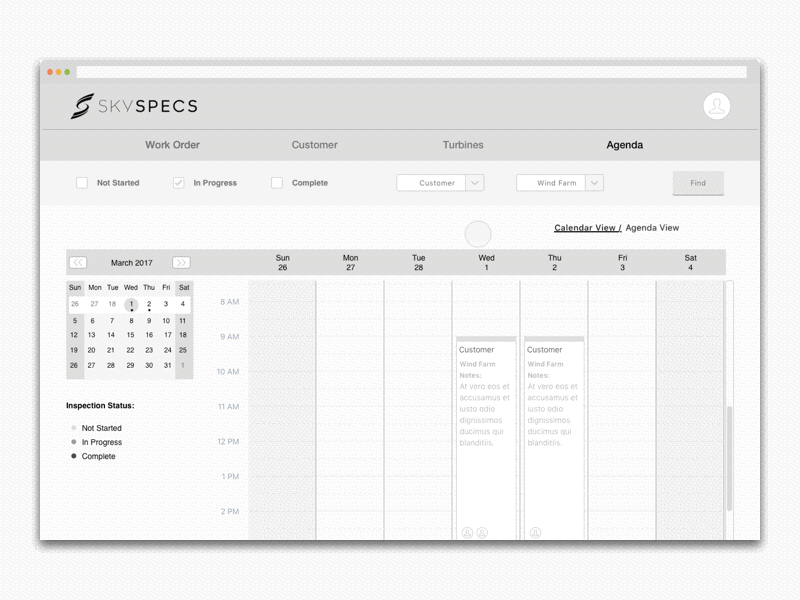 SKYSPECS
Work Order Customer Turbines Agenda
Not Started In Progress Complete Customer Wind Farm Find
Calendar View / Agenda View
March 2017
Sun Mon Tue Wed Thu Fri Sat
26 27 28 1 2 3 4
Sun Mon Tue Wed Thu Fri Sat
26 27 18 1 2 3 4
5 6 7 8 9 10 11
12 13 14 15 16 17 18
19 20 21 22 23 24 25
26 27 28 29 30 31 1
Inspection Status:
Not Started
In Progress
Complete
8 AM
9 AM
10 AM
11 AM
12 PM
1 PM
2 PM
Customer
Wind Farm
Notes:
At vero eos et
accusamus et
iusto odio
dignissimos
ducimus qui
blanditiis.
Customer
Wind Farm
Notes:
At vero eos et
accusamus et
iusto odio
dignissimos
ducimus qui
blanditiis.